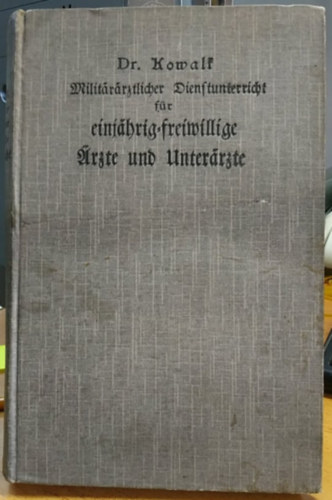 Dr. Kowalk
Militärärztlicher Dienstunterricht
für
einjährig-freiwillige
Ärzte und Unterärzte